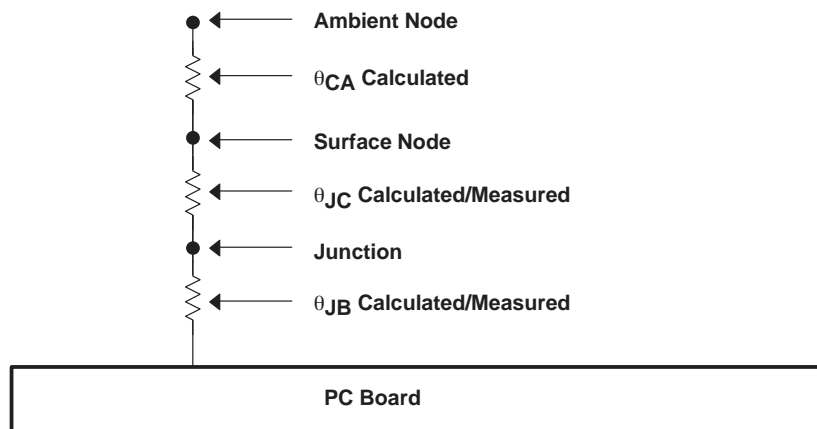 Ambient Node
θCA Calculated
Surface Node
θJC Calculated/Measured
Junction
θJB Calculated/Measured
PC Board